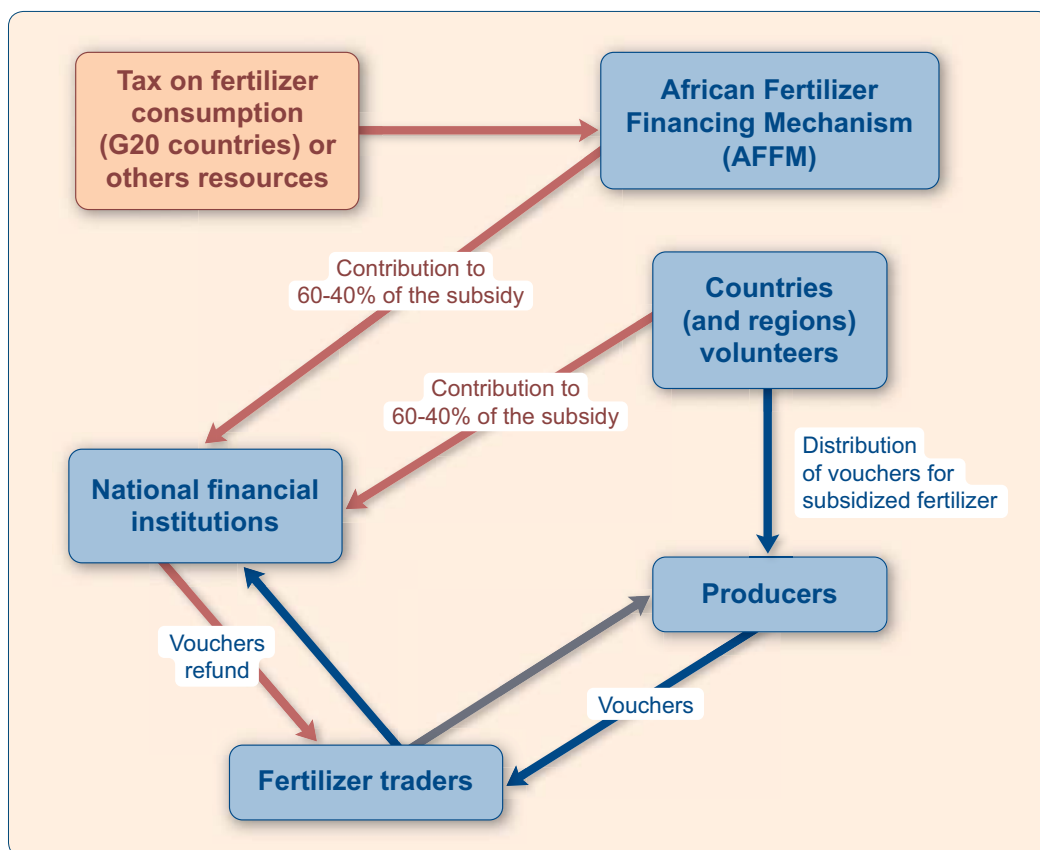 Tax on fertilizer
consumption
(G20 countries) or
others resources
African Fertilizer
Financing Mechanism
(AFFM)
Contribution to
60-40% of the subsidy
Countries
(and regions)
volunteers
Contribution to
60-40% of the subsidy
Distribution
of vouchers for
subsidized fertilizer
National financial
institutions
Producers
Vouchers
refund
Vouchers
Fertilizer traders